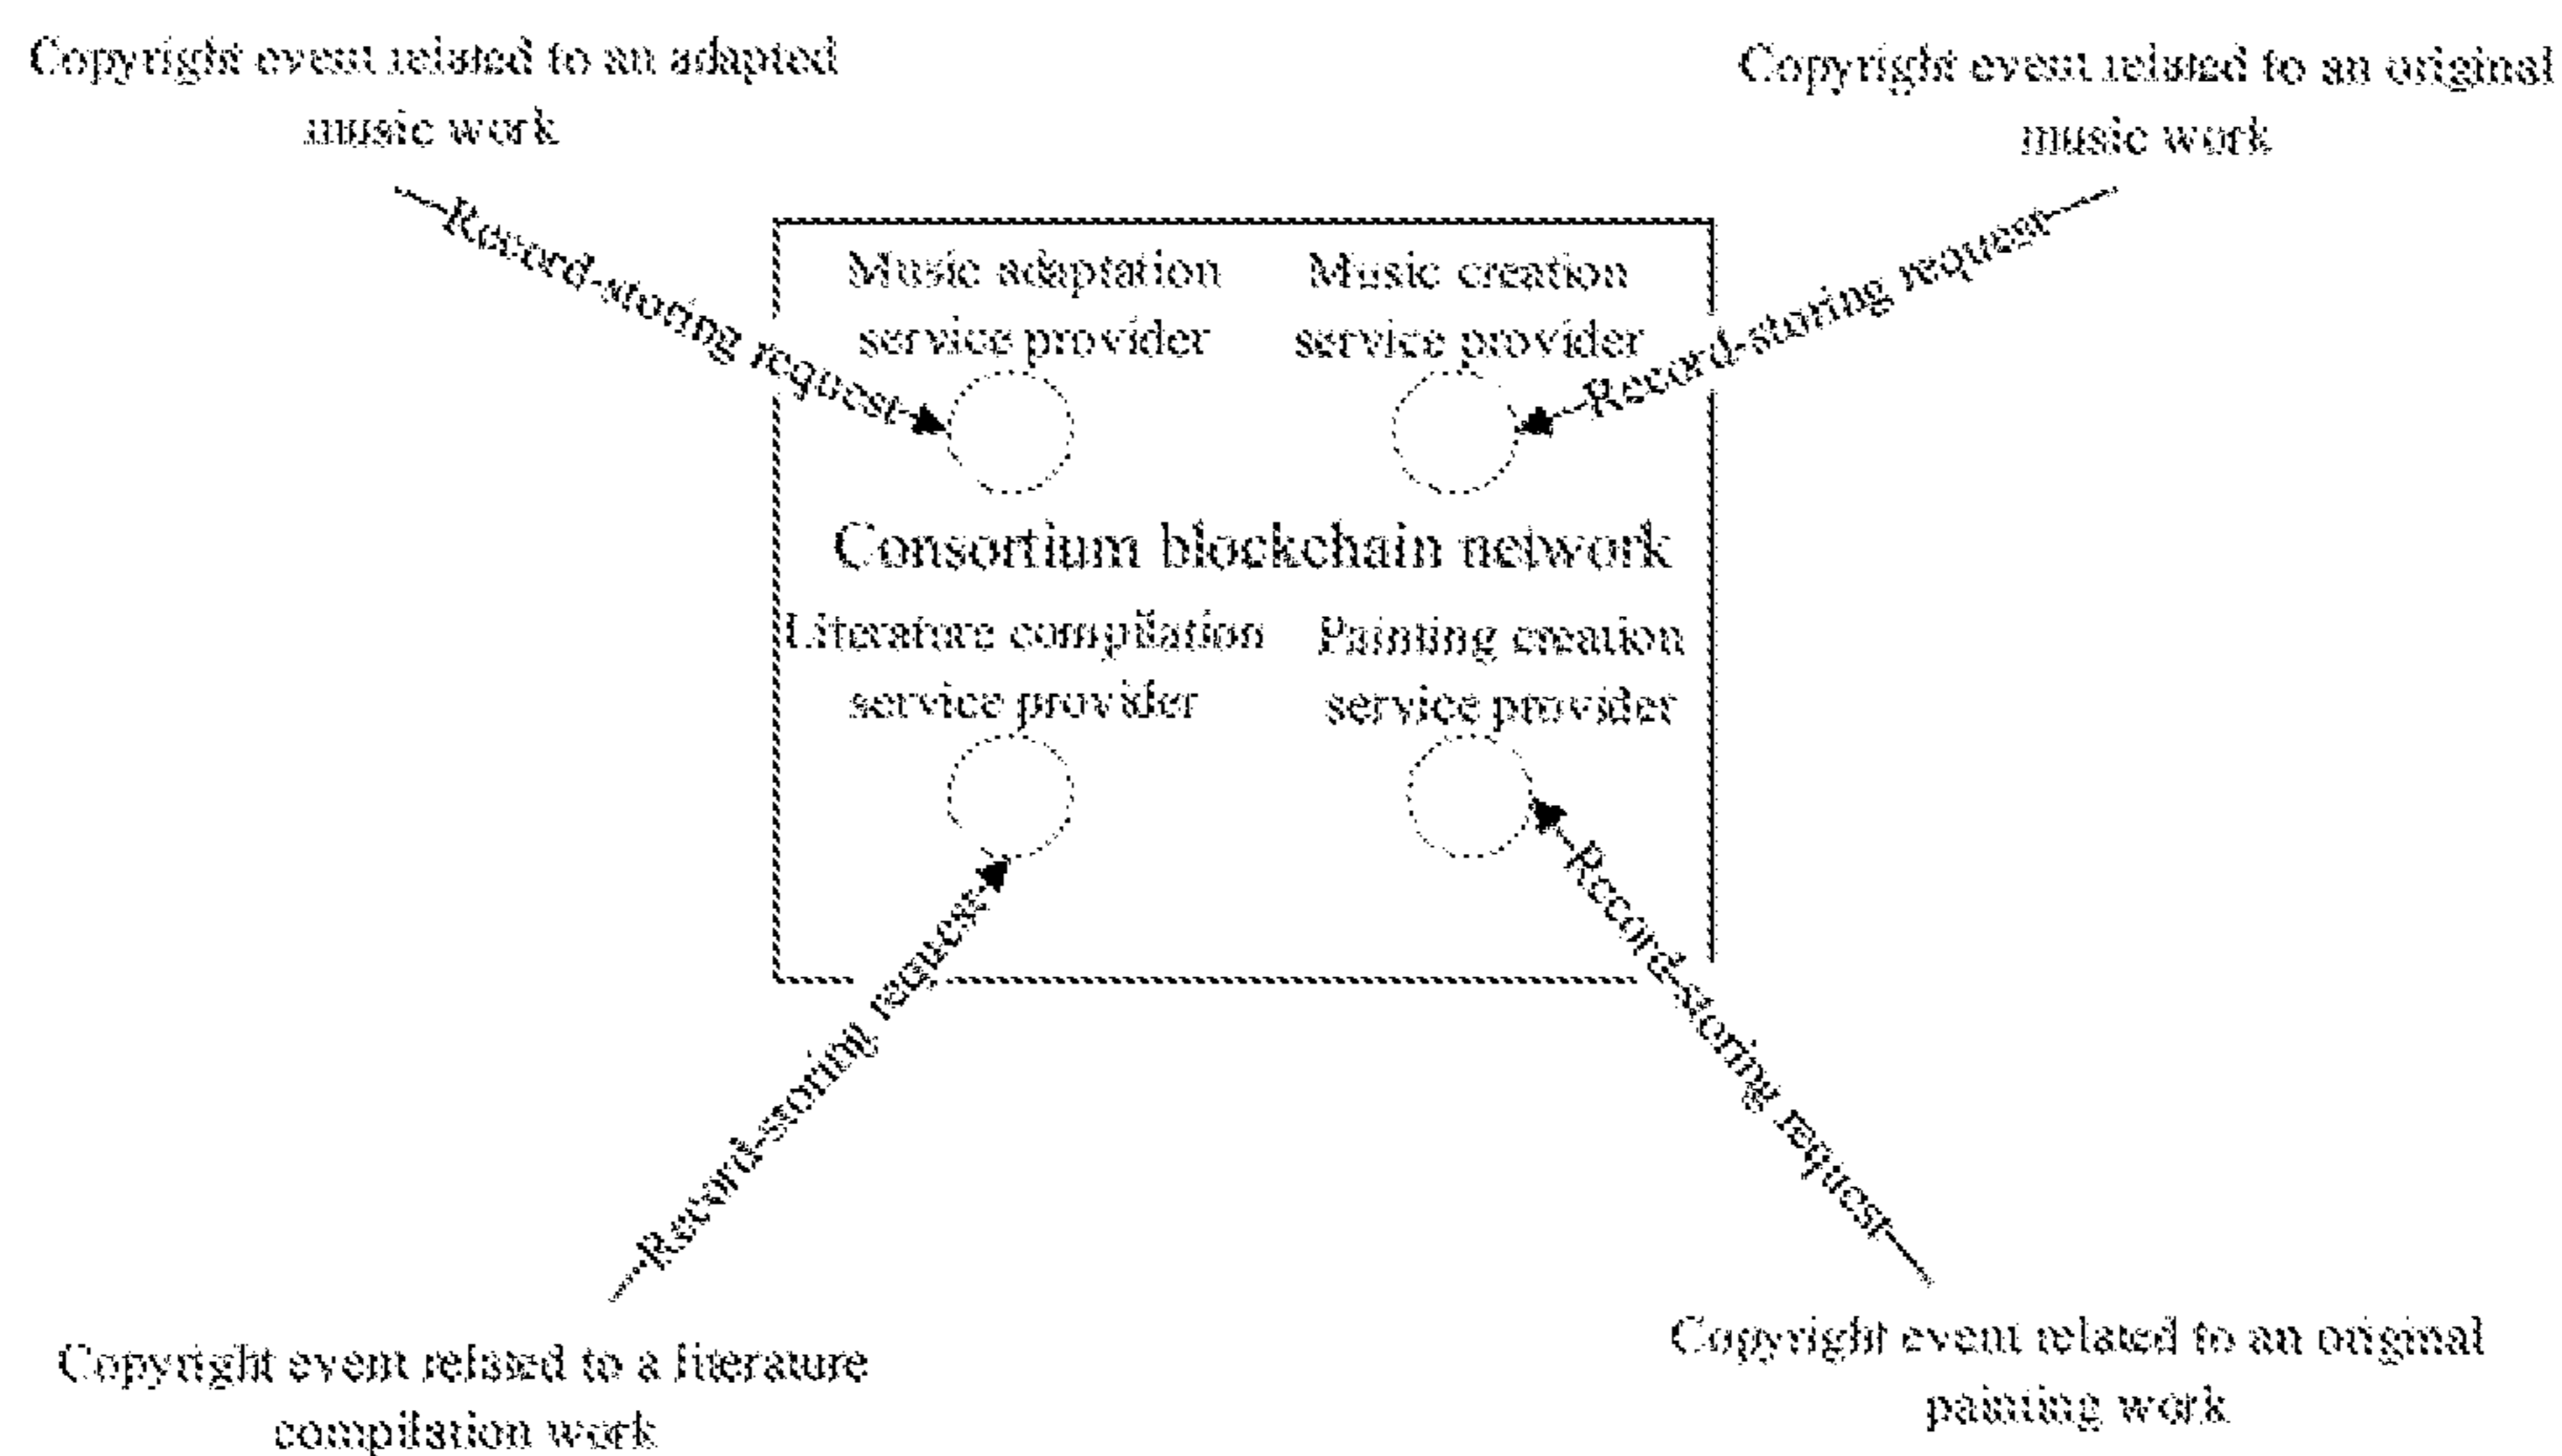 Copyright event related to an adapted
music work
Copyright event related to an original
music work
Record-storing request
Record-storing request
Music adaptation
service provider
Music creation
service provider
Consortium blockchain network
Literature compilation
service provider
Painting creation
service provider
Record-storing request
Record-storing request
Copyright event related to a literature
compilation work
Copyright event related to an original
painting work